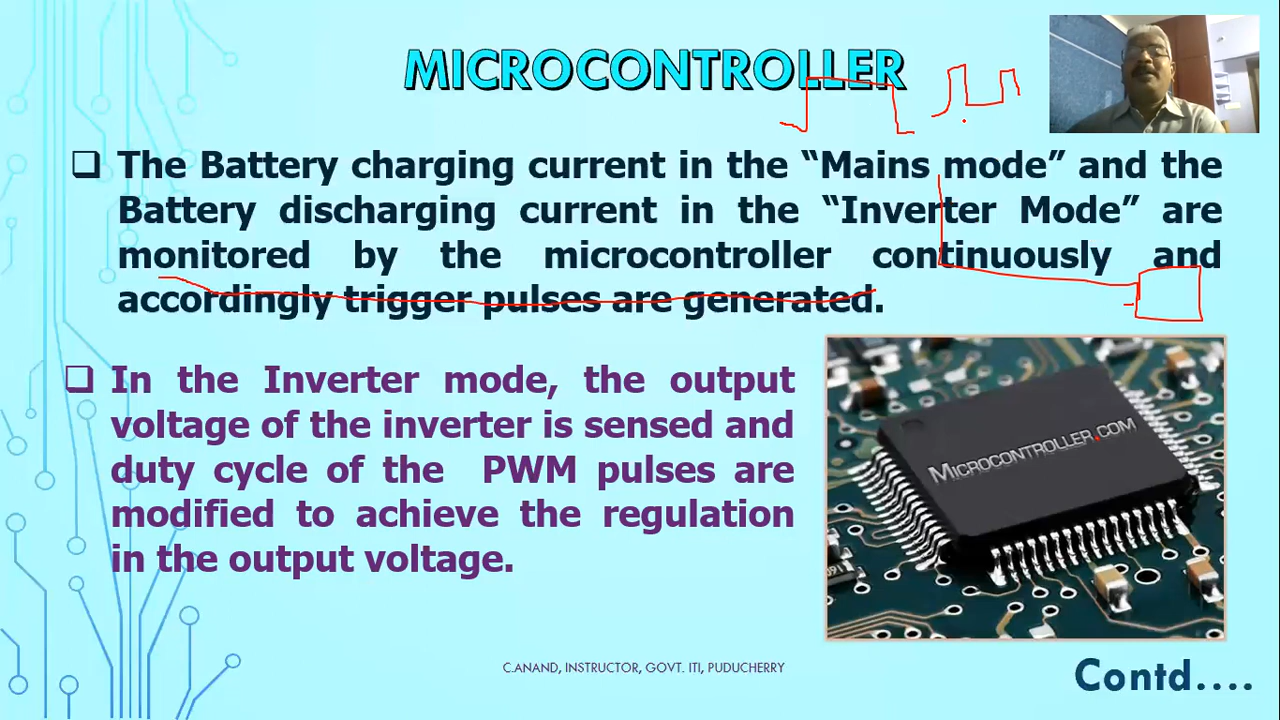 MICROCONTROLLER
❑ The Battery charging current in the “Mains mode” and the
Battery discharging current in the “Inverter Mode” are
monitored by the microcontroller continuously and
accordingly trigger pulses are generated.
❑ In the Inverter mode, the output
voltage of the inverter is sensed and
duty cycle of the PWM pulses are
modified to achieve the regulation
in the output voltage.
MICROCONTROLLER.COM
C.ANAND, INSTRUCTOR, GOVT. ITI, PUDUCHERRY
Contd....